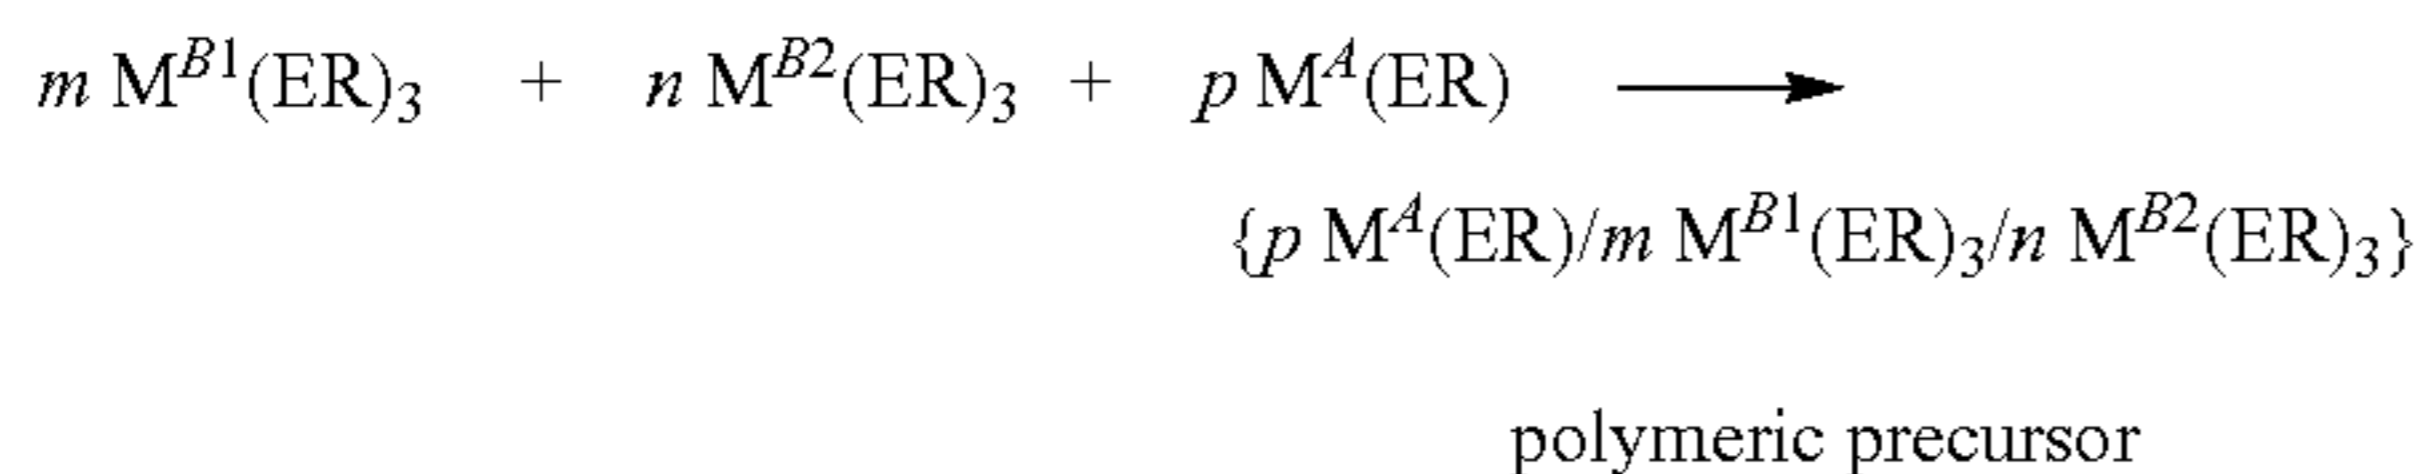 m M^{B1}(ER)_3 + n M^{B2}(ER)_3 + p M^A(ER) ⟶
{p M^A(ER)/m M^{B1}(ER)_3/n M^{B2}(ER)_3}
polymeric precursor